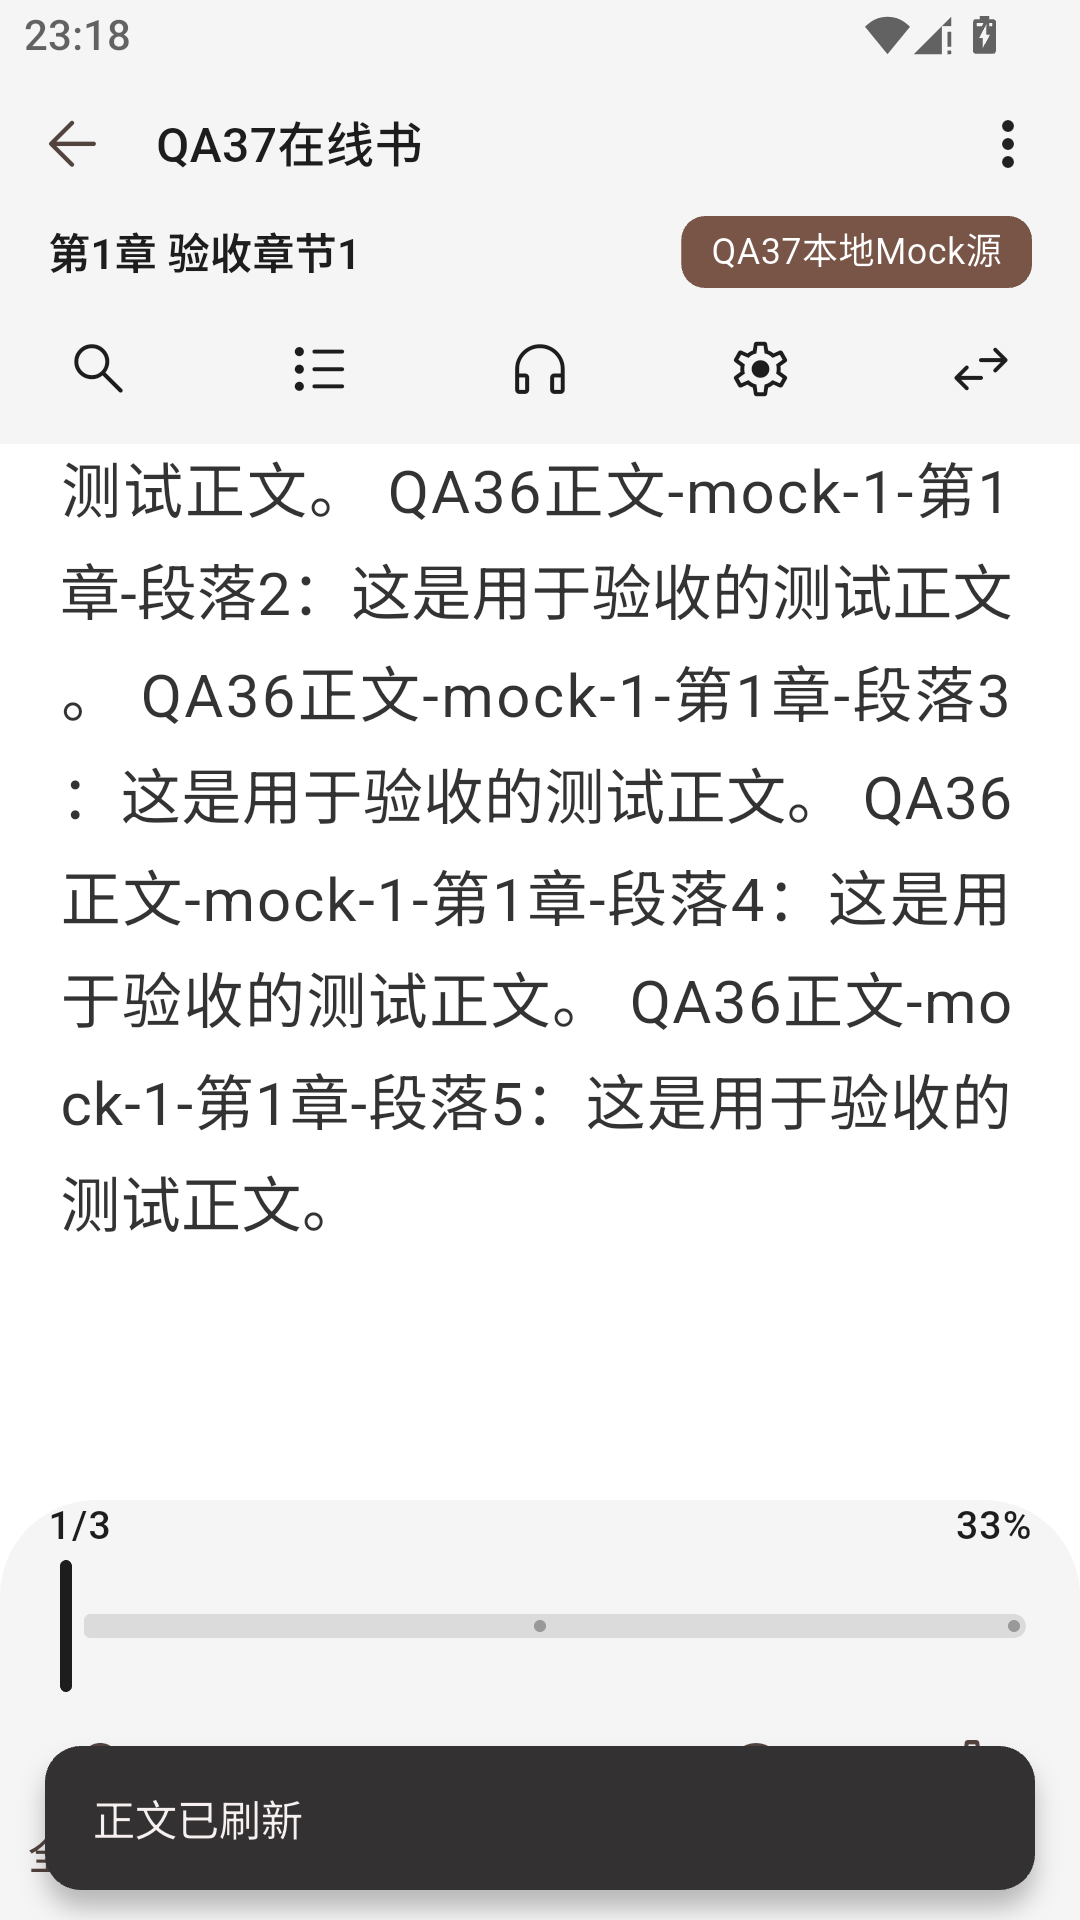 23:18
QA37在线书
第1章 验收章节1
QA37本地Mock源
测试正文。 QA36正文-mock-1-第1
章-段落2：这是用于验收的测试正文
。 QA36正文-mock-1-第1章-段落3
：这是用于验收的测试正文。 QA36
正文-mock-1-第1章-段落4：这是用
于验收的测试正文。 QA36正文-mo
ck-1-第1章-段落5：这是用于验收的
测试正文。
1/3
33%
正文已刷新